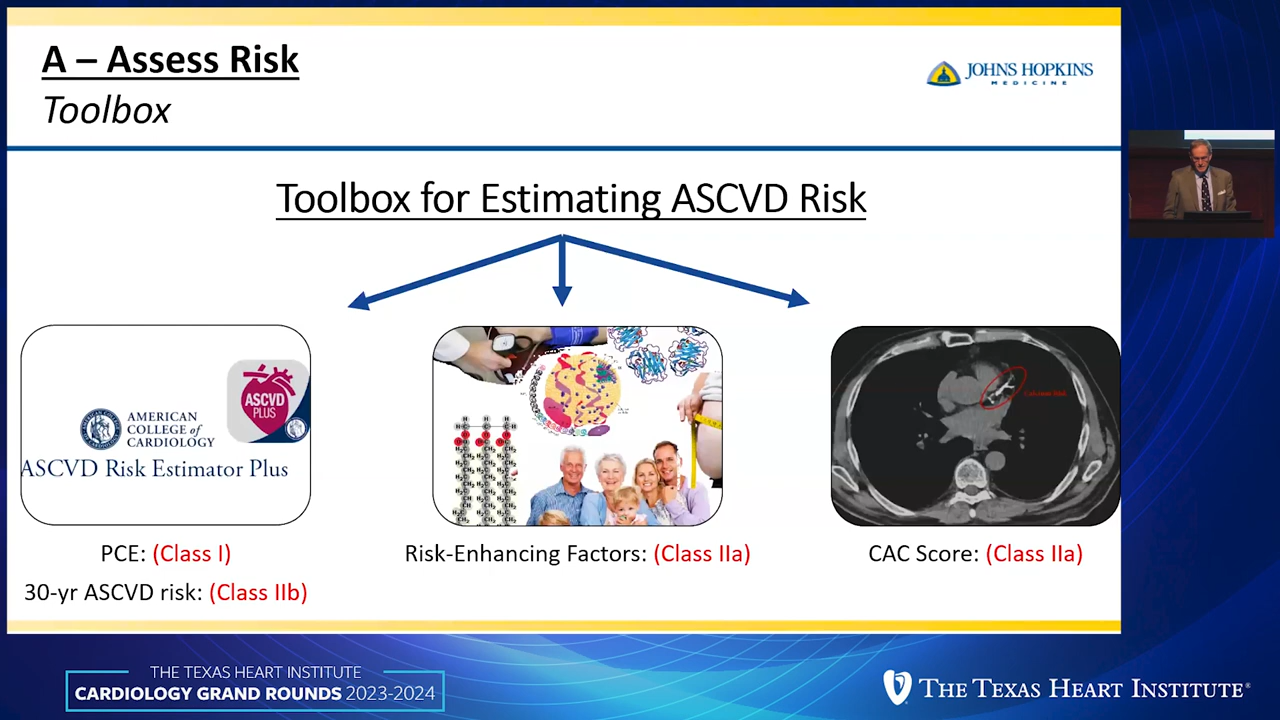 A – Assess Risk
Toolbox
JOHNS HOPKINS
MEDICINE
Toolbox for Estimating ASCVD Risk
ASCVD
PLUS
AMERICAN
COLLEGE of
CARDIOLOGY
ASCVD Risk Estimator Plus
PCE: (Class I)
30-yr ASCVD risk: (Class IIb)
Risk-Enhancing Factors: (Class IIa)
CAC Score: (Class IIa)
THE TEXAS HEART INSTITUTE
CARDIOLOGY GRAND ROUNDS 2023-2024
THE TEXAS HEART INSTITUTE®